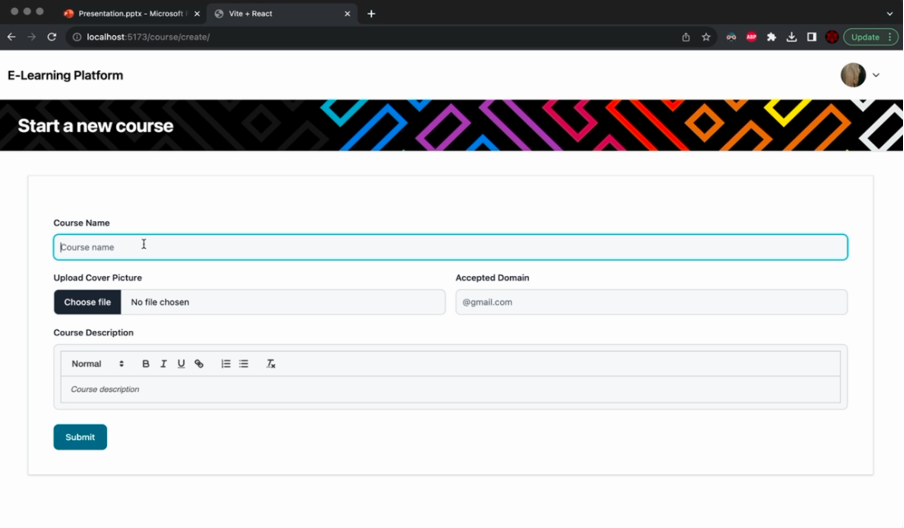 Presentation.pptx - Microsoft
Vite + React
localhost:5173/course/create/
ABP
Update
E-Learning Platform
Start a new course
Course Name
Course name
Upload Cover Picture
Accepted Domain
Choose file
No file chosen
@gmail.com
Course Description
Normal
B I U
Course description
Submit